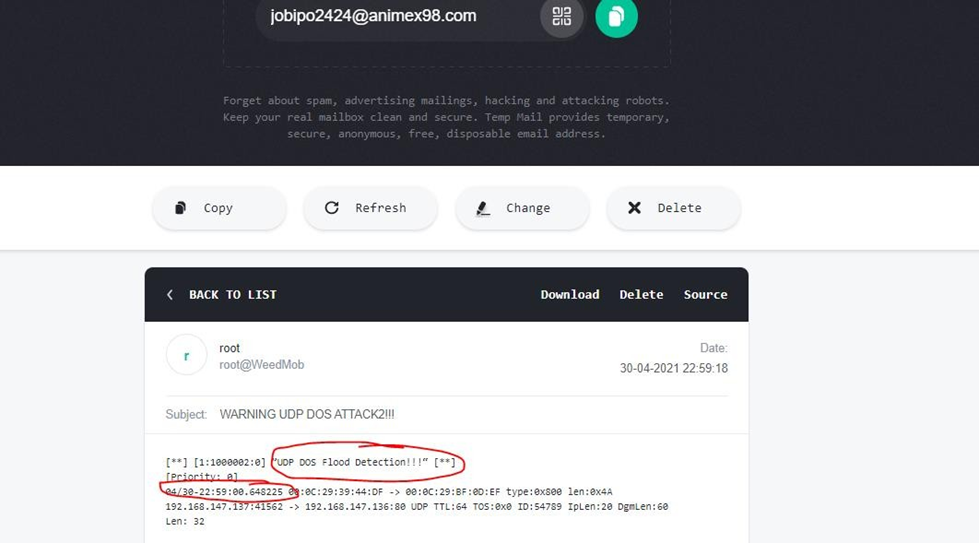 jobipo2424@animex98.com
Forget about spam, advertising mailings, hacking and attacking robots.
Keep your real mailbox clean and secure. Temp Mail provides temporary,
secure, anonymous, free, disposable email address.
Copy
Refresh
Change
Delete
BACK TO LIST
Download
Delete
Source
r
root
root@WeedMob
Date:
30-04-2021 22:59:18
Subject: WARNING UDP DOS ATTACK2!!!
[**] [1:1000002:0] "UDP DOS Flood Detection!!!" [**]
[Priority: 0]
04/30-22:59:00.648225 00:0C:29:39:44:DF -> 00:0C:29:BF:0D:EF type:0x800 len:0x4A
192.168.147.137:41562 -> 192.168.147.136:80 UDP TTL:64 TOS:0x0 ID:54789 IpLen:20 DgmLen:60
Len: 32